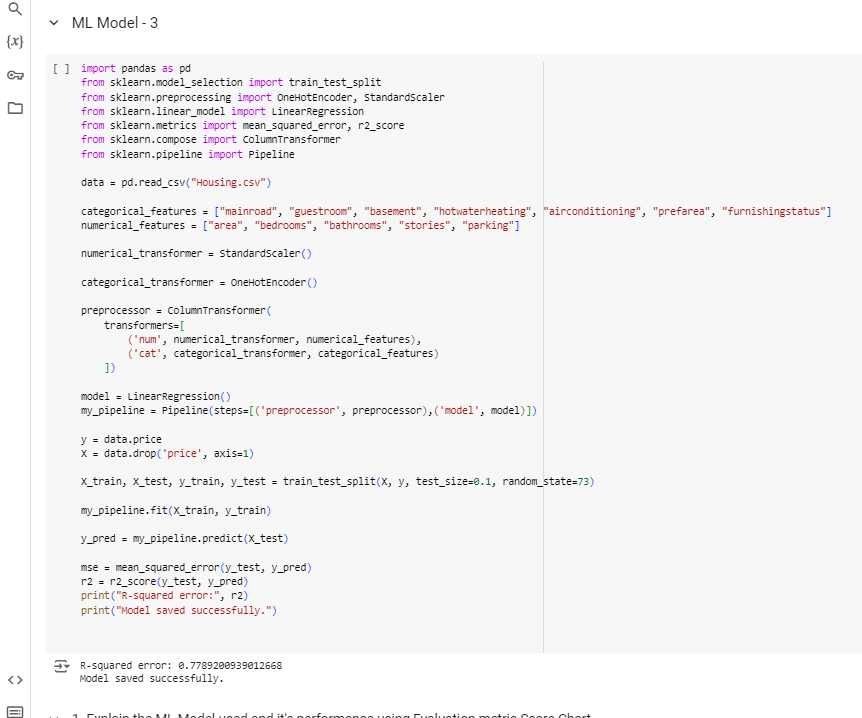 ML Model - 3
{x}
[ ] import pandas as pd
from sklearn.model_selection import train_test_split
from sklearn.preprocessing import OneHotEncoder, StandardScaler
from sklearn.linear_model import LinearRegression
from sklearn.metrics import mean_squared_error, r2_score
from sklearn.compose import ColumnTransformer
from sklearn.pipeline import Pipeline
data = pd.read_csv("Housing.csv")
categorical_features = ["mainroad", "guestroom", "basement", "hotwaterheating", "airconditioning", "prefarea", "furnishingstatus"]
numerical_features = ["area", "bedrooms", "bathrooms", "stories", "parking"]
numerical_transformer = StandardScaler()
categorical_transformer = OneHotEncoder()
preprocessor = ColumnTransformer(
    transformers=[
        ('num', numerical_transformer, numerical_features),
        ('cat', categorical_transformer, categorical_features)
    ])
model = LinearRegression()
my_pipeline = Pipeline(steps=[('preprocessor', preprocessor),('model', model)])
y = data.price
X = data.drop('price', axis=1)
X_train, X_test, y_train, y_test = train_test_split(X, y, test_size=0.1, random_state=73)
my_pipeline.fit(X_train, y_train)
y_pred = my_pipeline.predict(X_test)
mse = mean_squared_error(y_test, y_pred)
r2 = r2_score(y_test, y_pred)
print("R-squared error:", r2)
print("Model saved successfully.")
R-squared error: 0.7789200939012668
Model saved successfully.
1. Explain the ML Model used and it's performance using Evaluation metric Score Chart.